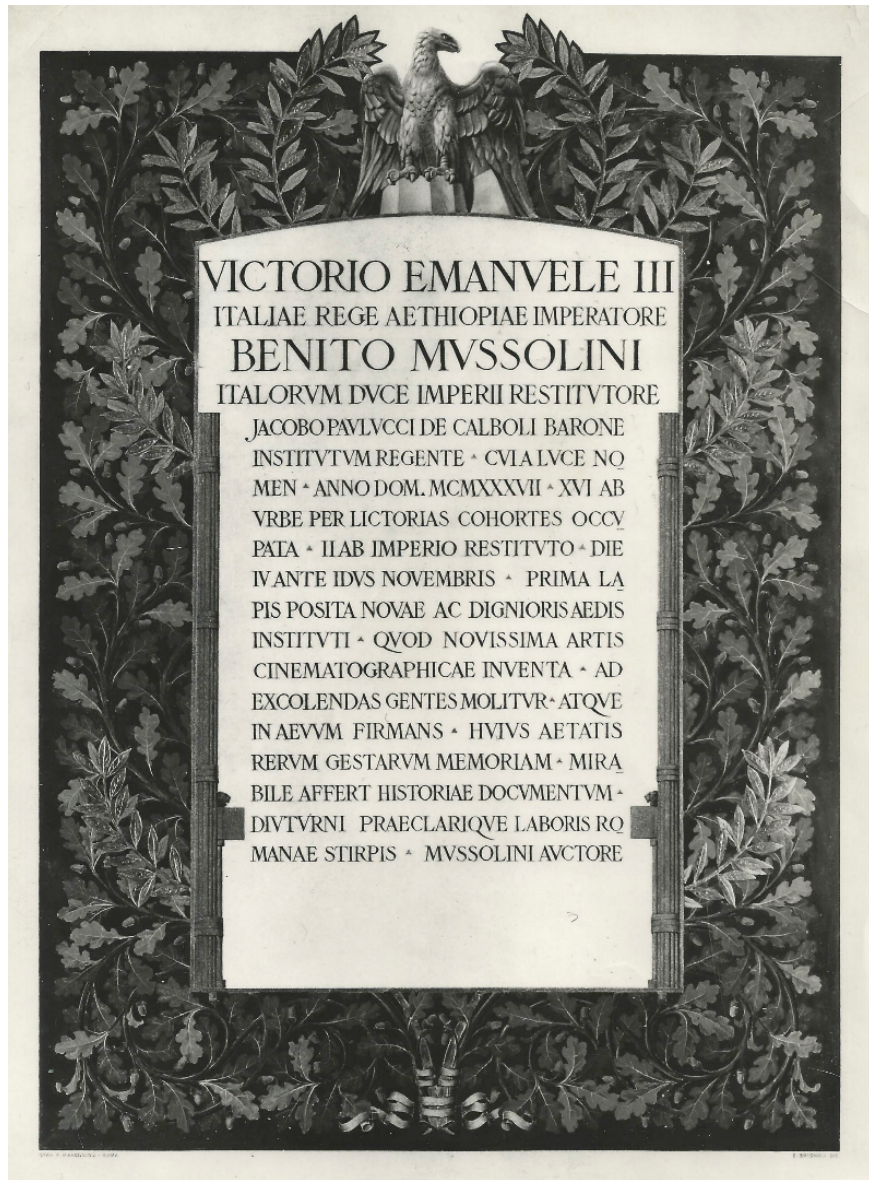 VICTORIO EMANVELE III
ITALIAE REGE AETHIOPIAE IMPERATORE
BENITO MVSSOLINI
ITALORVM DVCE IMPERII RESTITVTORE
JACOBO PAVLVCCI DE CALBOLI BARONE
INSTITVTVM REGENTE ▴ CVI A LVCE NO
MEN ▴ ANNO DOM. MCMXXXVII ▴ XVI AB
VRBE PER LICTORIAS COHORTES OCCV
PATA ▴ II AB IMPERIO RESTITVTO ▴ DIE
IV ANTE IDVS NOVEMBRIS ▴ PRIMA LA
PIS POSITA NOVAE AC DIGNIORIS AEDIS
INSTITVTI ▴ QVOD NOVISSIMA ARTIS
CINEMATOGRAPHICAE INVENTA ▴ AD
EXCOLENDAS GENTES MOLITVR ▴ ATQVE
IN AEVVM FIRMANS ▴ HVIVS AETATIS
RERVM GESTARVM MEMORIAM ▴ MIRA
BILE AFFERT HISTORIAE DOCVMENTVM ▴
DIVTVRNI PRAECLARIQVE LABORIS RO
MANAE STIRPIS ▴ MVSSOLINI AVCTORE